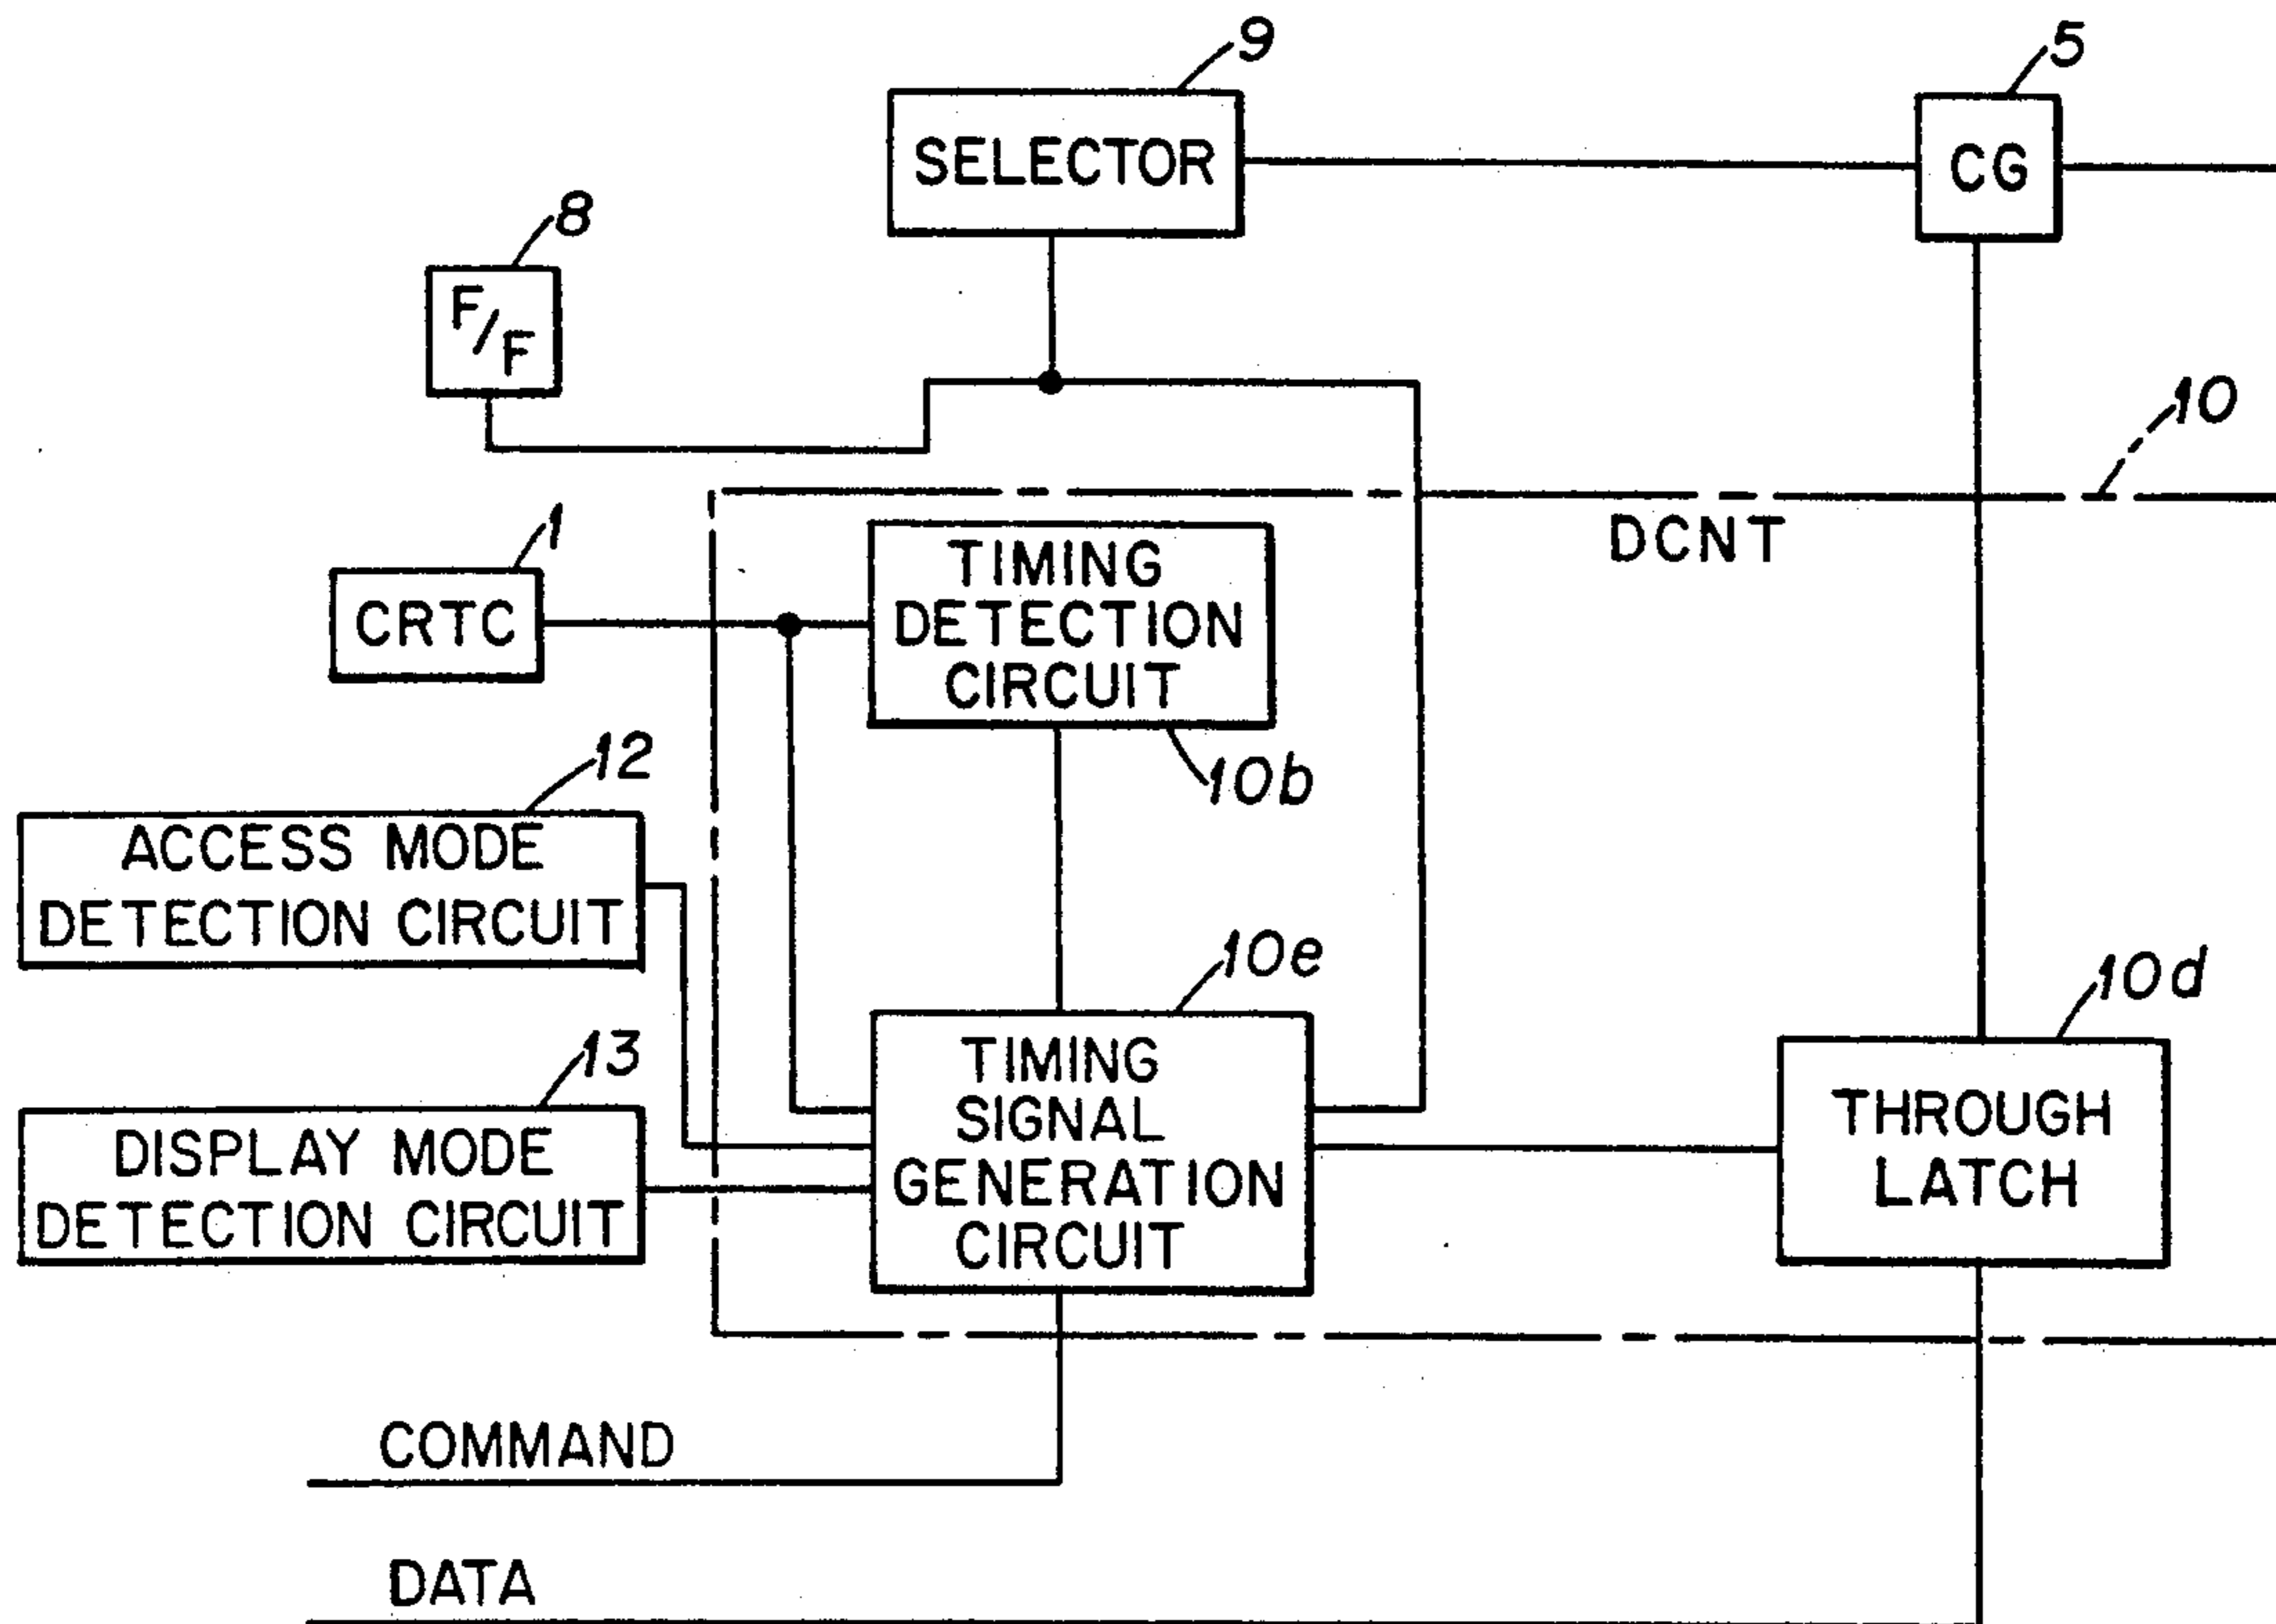 9
SELECTOR
5
CG
8
F/F
10
DCNT
1
CRTC
TIMING
DETECTION
CIRCUIT
10b
12
ACCESS MODE
DETECTION CIRCUIT
13
DISPLAY MODE
DETECTION CIRCUIT
10e
TIMING
SIGNAL
GENERATION
CIRCUIT
10d
THROUGH
LATCH
COMMAND
DATA